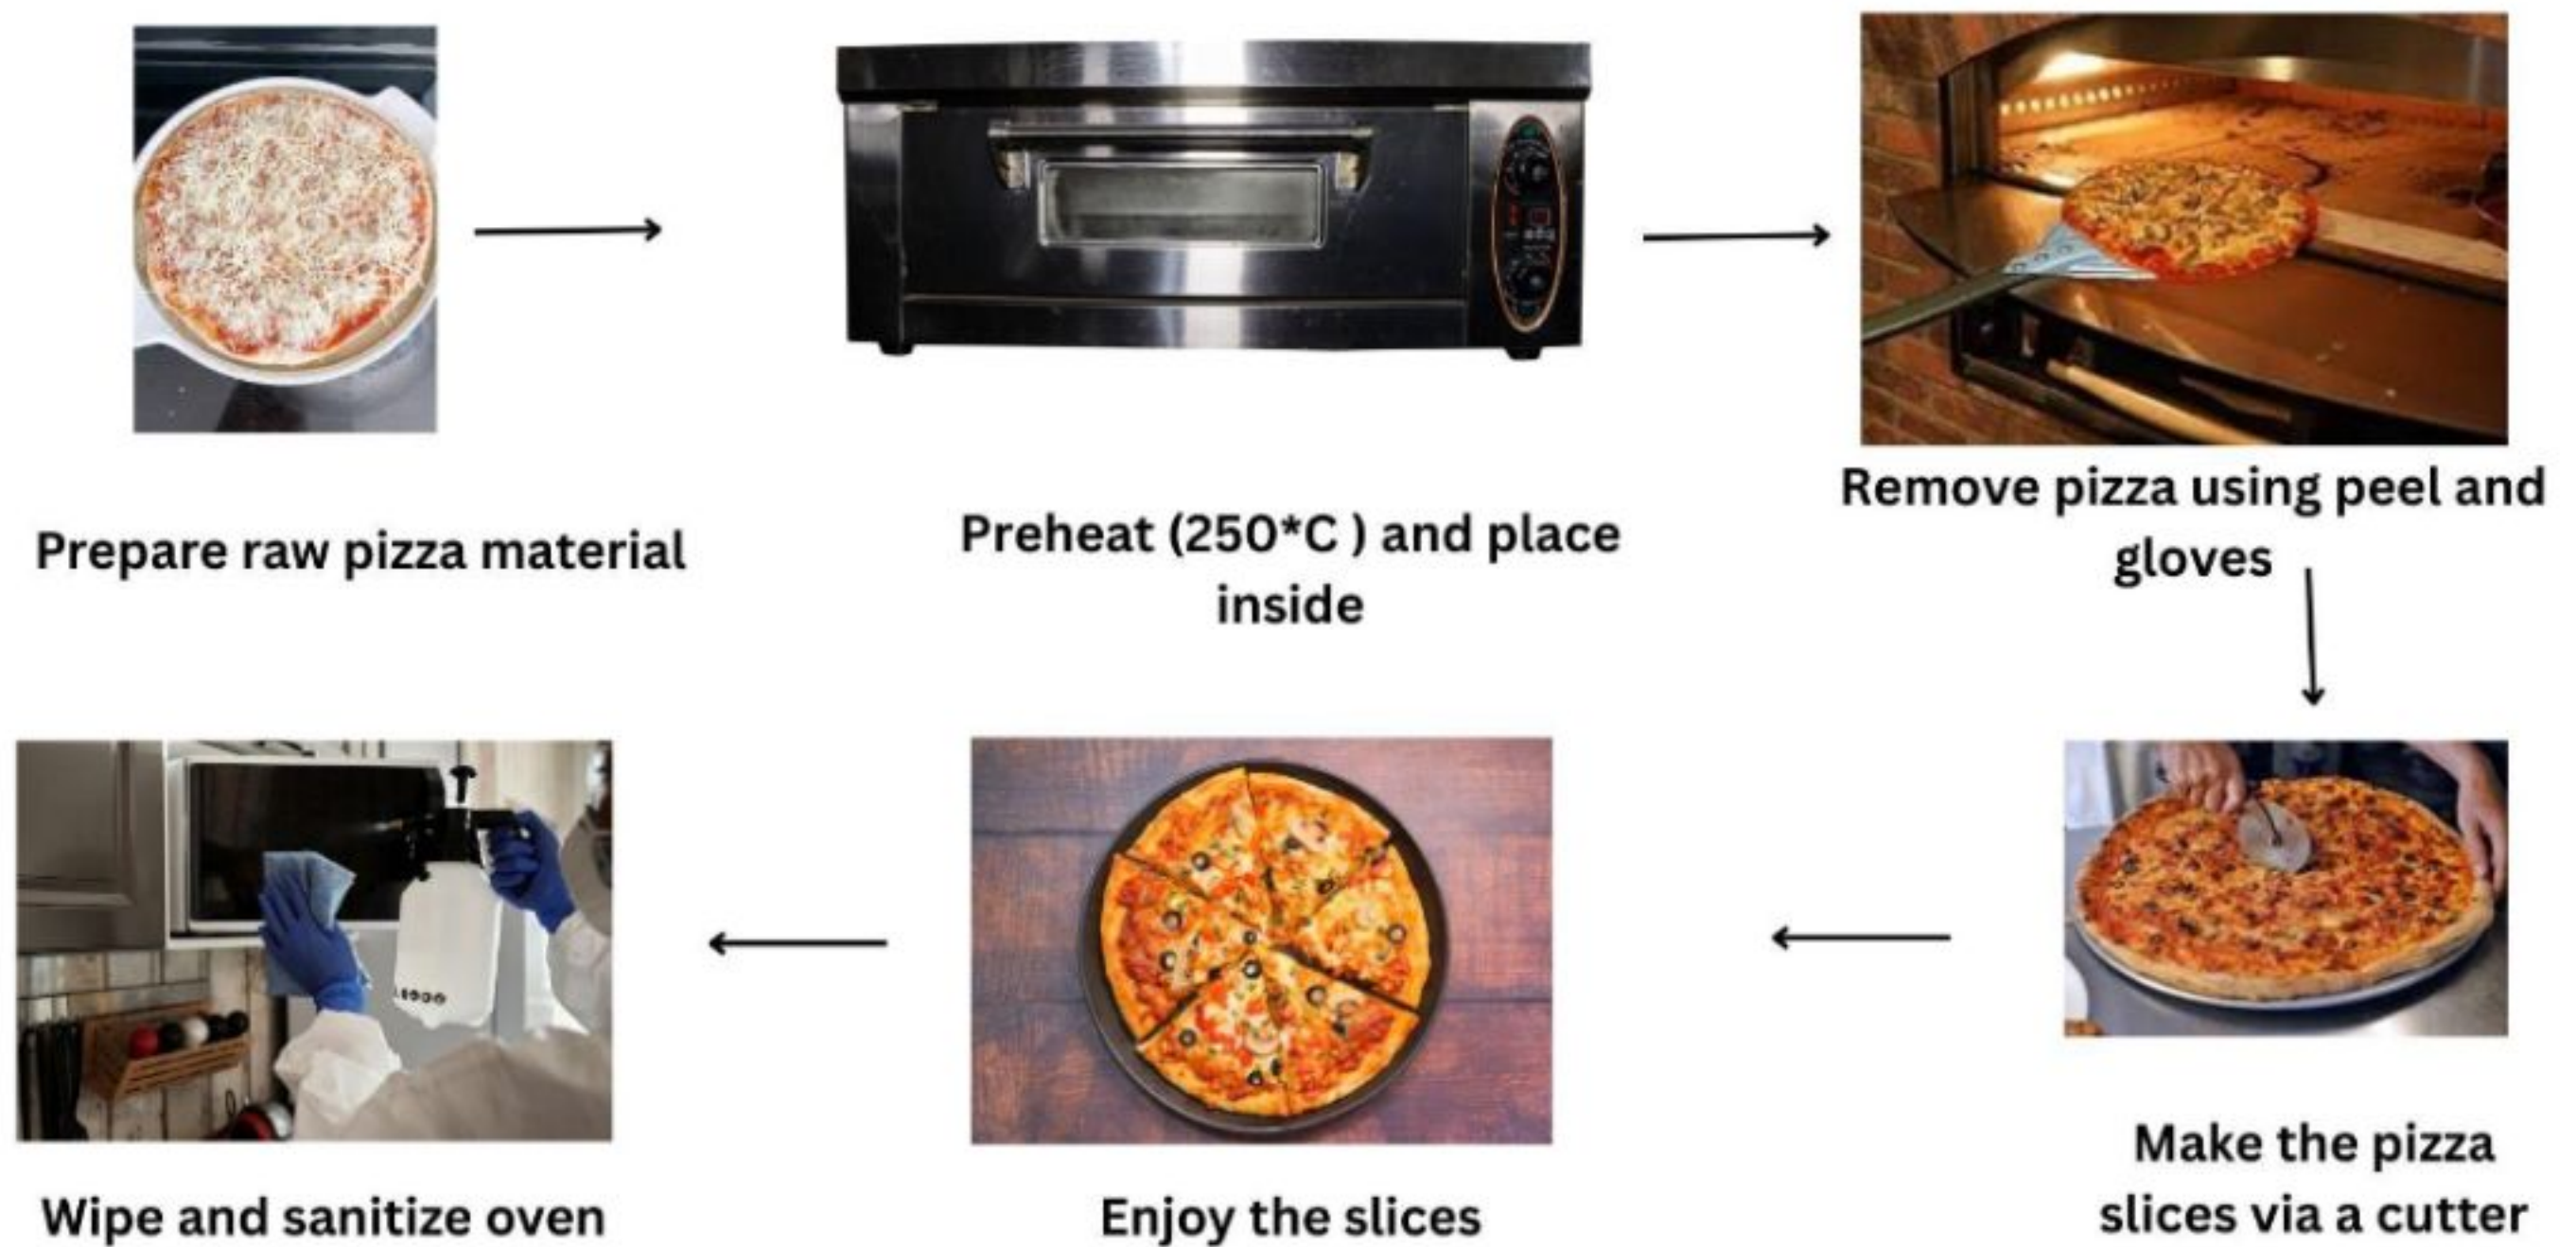 Prepare raw pizza material
Preheat (250*C ) and place
inside
Remove pizza using peel and
gloves
Make the pizza
slices via a cutter
Enjoy the slices
Wipe and sanitize oven